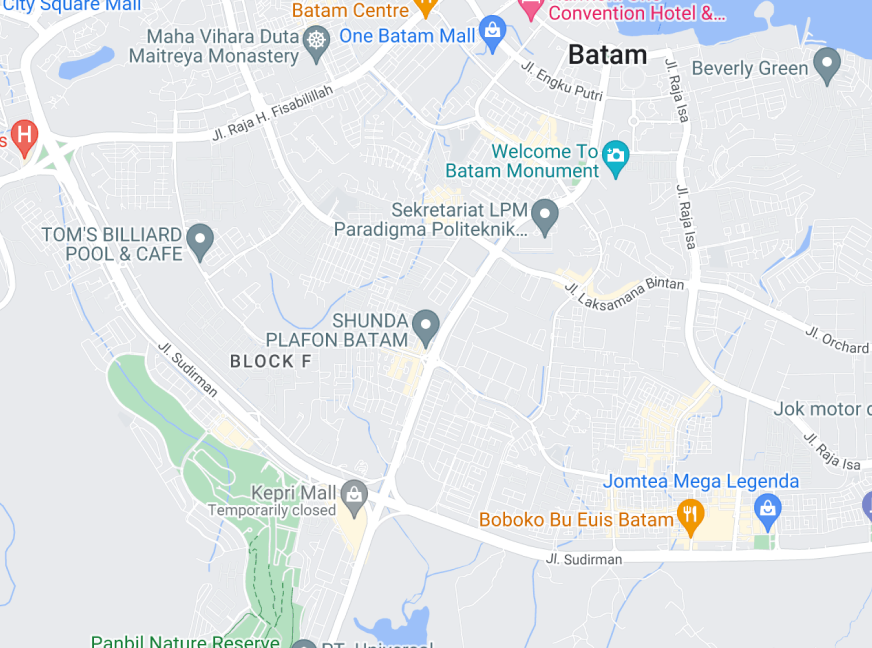 City Square Mall
Batam Centre
Convention Hotel &...
Maha Vihara Duta
Maitreya Monastery
One Batam Mall
Batam
Jl. Engku Putri
Jl. Raja Isa
Beverly Green
Jl. Raja H. Fisabilillah
H
s
Welcome To
Batam Monument
Jl. Raja Isa
Sekretariat LPM
Paradigma Politeknik...
TOM'S BILLIARD
POOL & CAFE
Jl. Laksamana Bintan
SHUNDA
PLAFON BATAM
Jl. Orchard
BLOCK F
Jl. Sudirman
Jok motor
Jl. Raja Isa
Kepri Mall
Temporarily closed
Jomtea Mega Legenda
Boboko Bu Euis Batam
Jl. Sudirman
Panbil Nature Reserve
PT. Universal